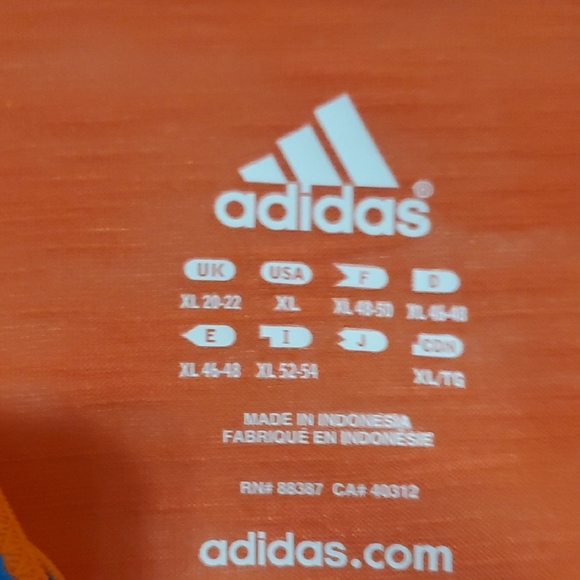 adidas®
UK USA F D
XL 20-22 XL XL 48-50 XL 46-48
E I J CDN
XL 46-48 XL 52-54 XL/TG
MADE IN INDONESIA
FABRIQUÉ EN INDONÉSIE
RN# 88387 CA# 40312
adidas.com